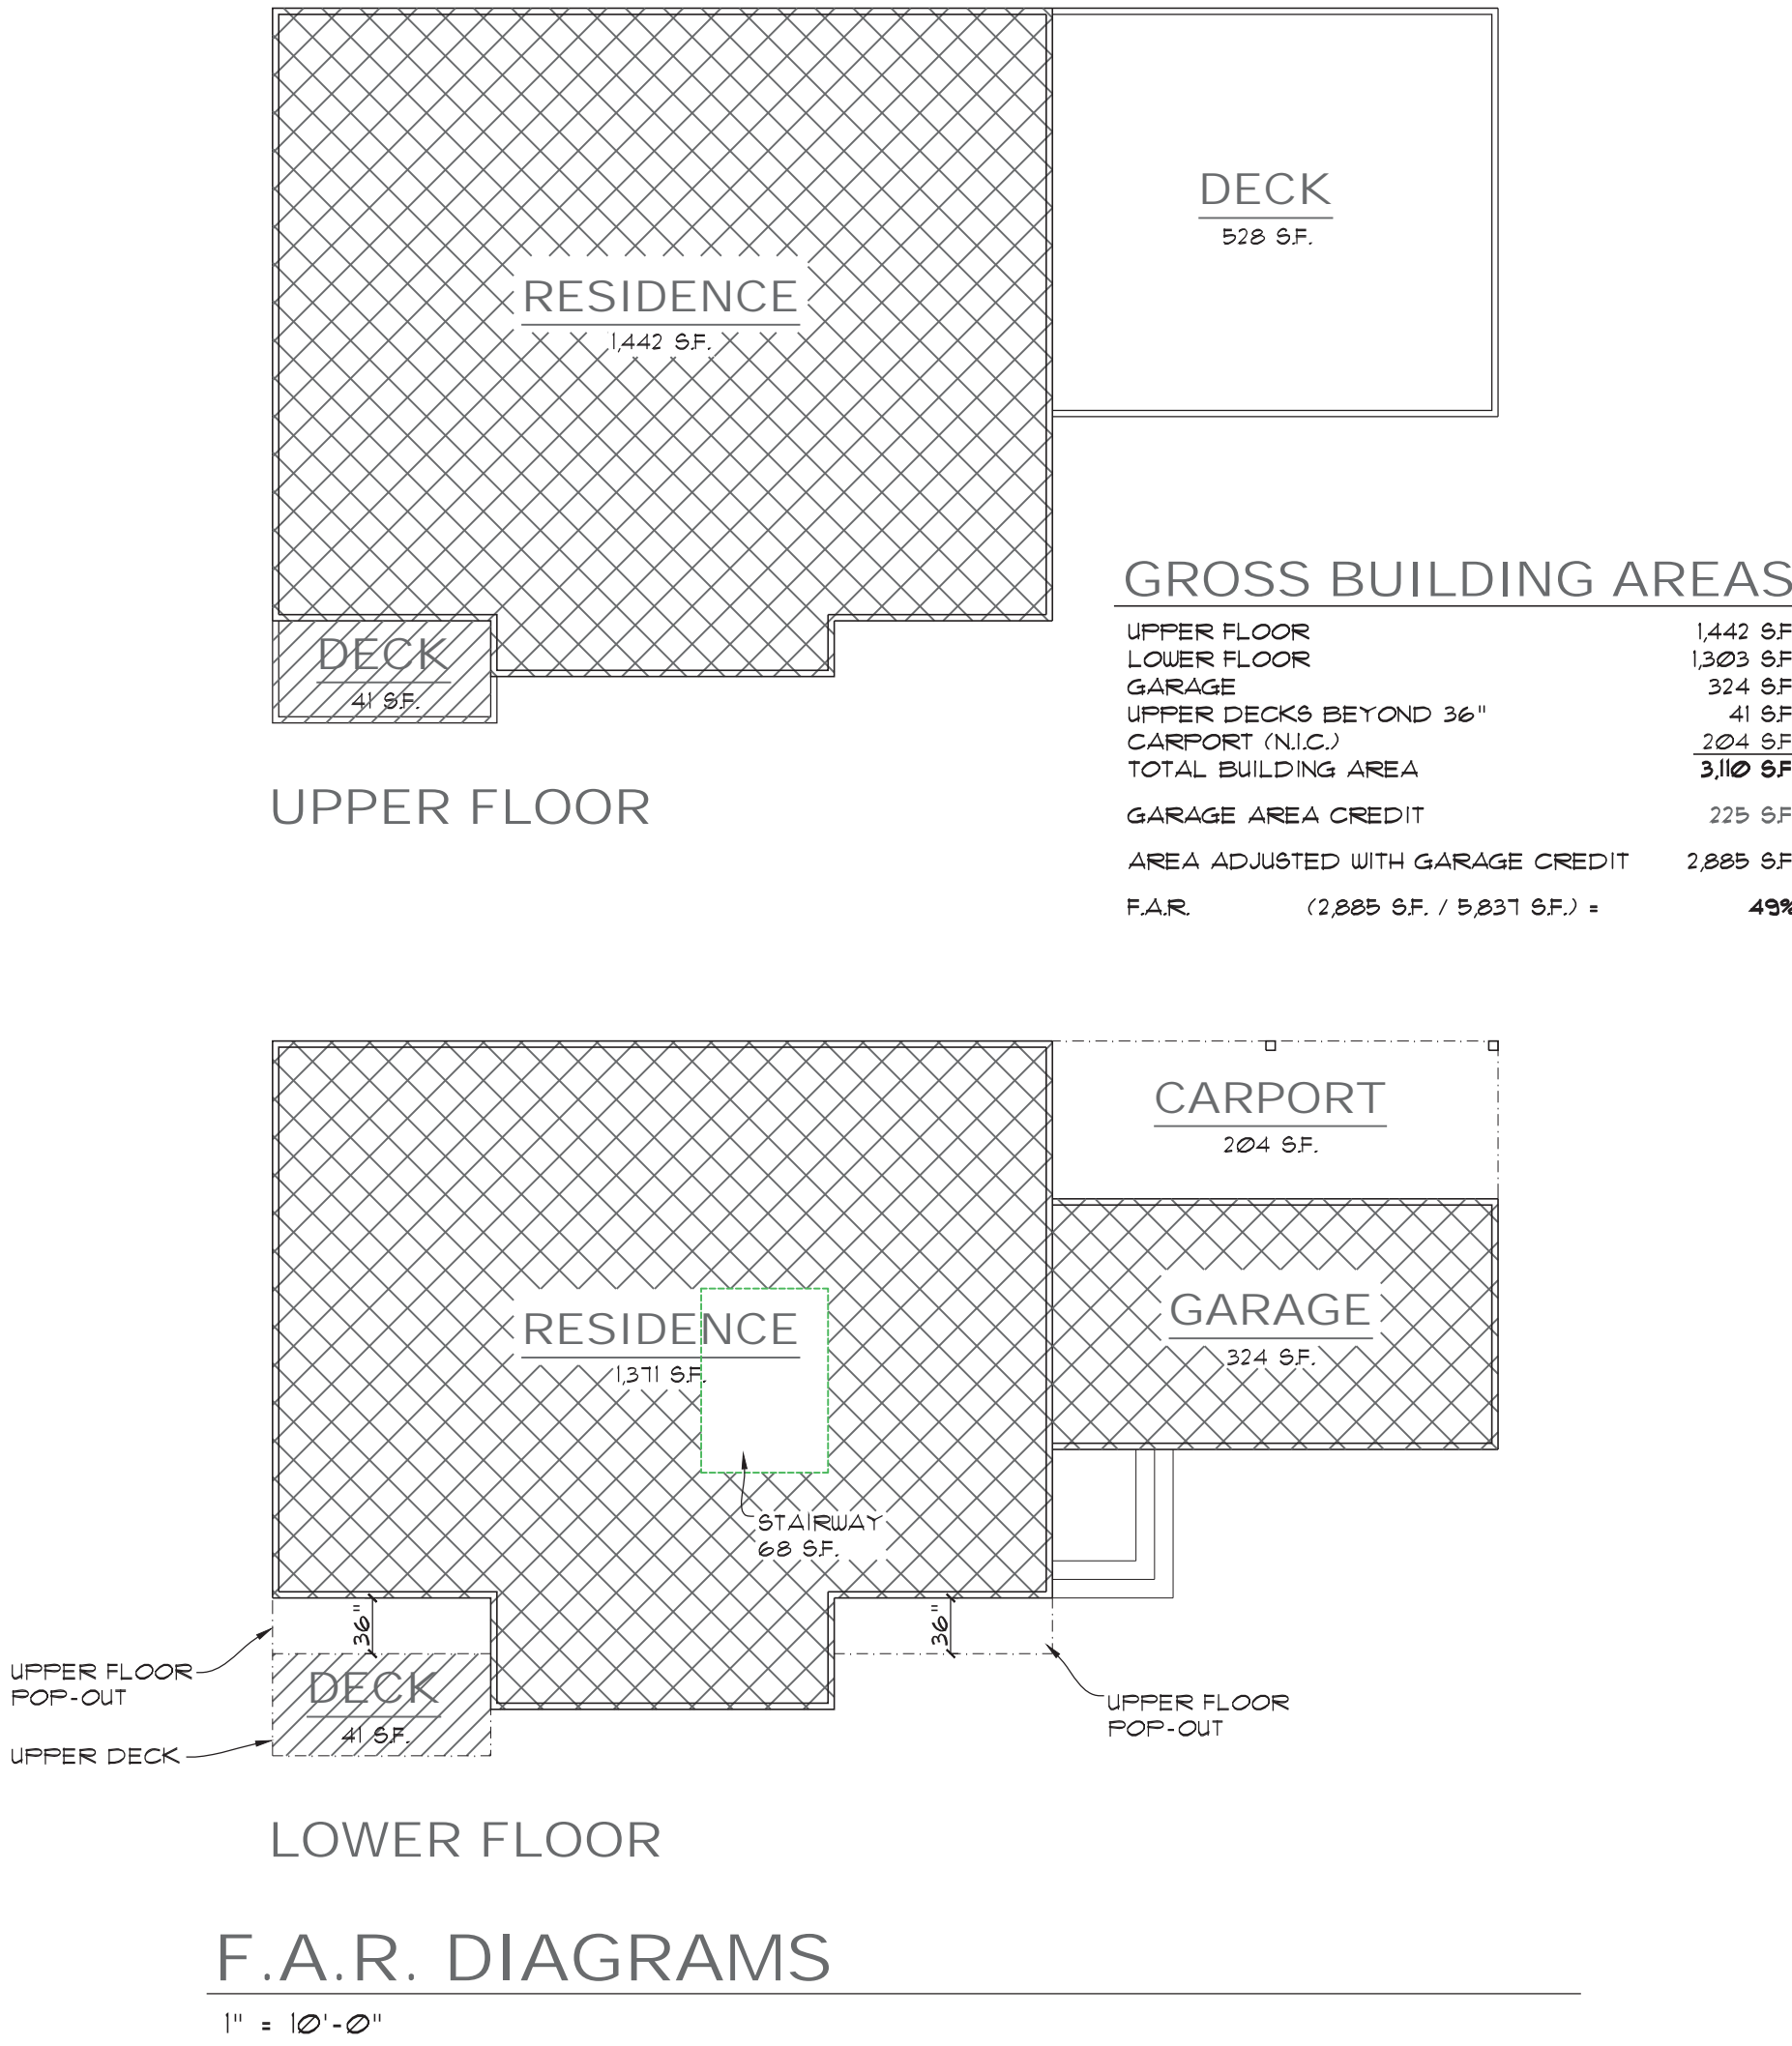 DECK
528 S.F.
RESIDENCE
1,442 S.F.
DECK
41 S.F.
UPPER FLOOR
GROSS BUILDING AREAS
UPPER FLOOR 1,442 S.F
LOWER FLOOR 1,303 S.F
GARAGE 324 S.F
UPPER DECKS BEYOND 36" 41 S.F
CARPORT (N.I.C.) 204 S.F
TOTAL BUILDING AREA 3,110 S.F
GARAGE AREA CREDIT 225 S.F
AREA ADJUSTED WITH GARAGE CREDIT 2,885 S.F
F.A.R. (2,885 S.F. / 5,837 S.F.) = 49%
CARPORT
204 S.F.
GARAGE
324 S.F.
RESIDENCE
1,371 S.F.
STAIRWAY
68 S.F.
36"
36"
UPPER FLOOR
POP-OUT
DECK
41 S.F.
UPPER DECK
UPPER FLOOR
POP-OUT
LOWER FLOOR
F.A.R. DIAGRAMS
1" = 10'-0"